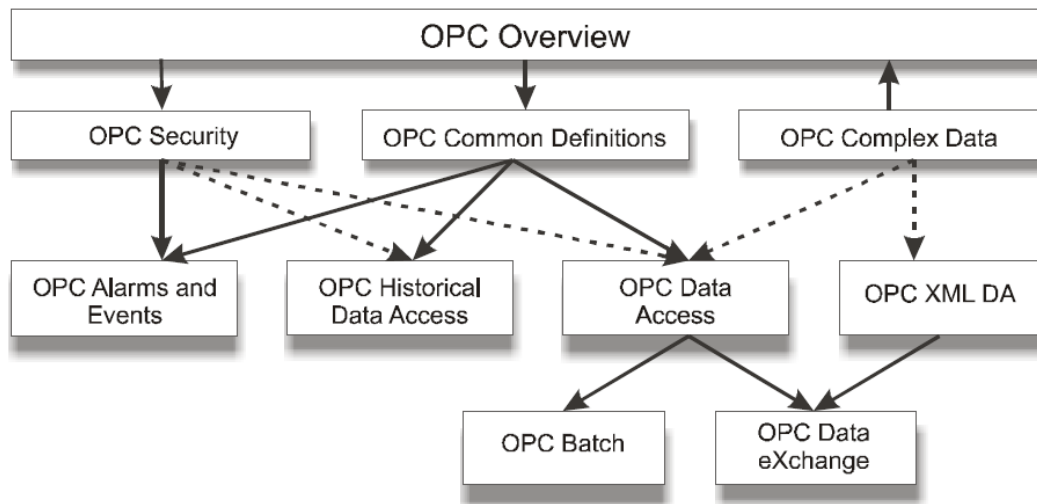 OPC Overview
OPC Security
OPC Common Definitions
OPC Complex Data
OPC Alarms and
Events
OPC Historical
Data Access
OPC Data
Access
OPC XML DA
OPC Batch
OPC Data
eXchange